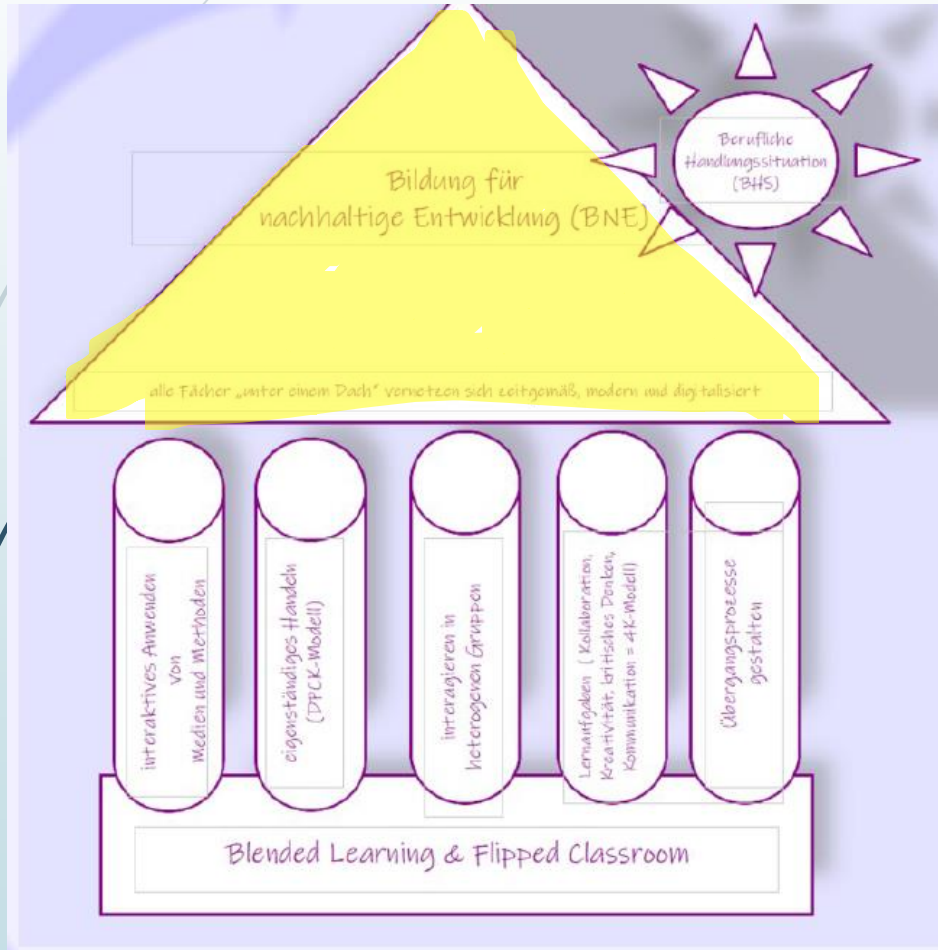 Berufliche
Handlungssituation
(BHS)
Bildung für
nachhaltige Entwicklung (BNE)
alle Fächer „unter einem Dach“ vernetzen sich zeitgemäß, modern und digitalisiert
interaktives Anwenden
von
Medien und Methoden
eigenständiges Handeln
(DPCK-Modell)
interagieren in
heterogenen Gruppen
Lernaufgaben ( Kollaboration,
Kreativität, kritisches Denken,
Kommunikation = 4K-Modell)
Übergangsprozesse
gestalten
Blended Learning & Flipped Classroom